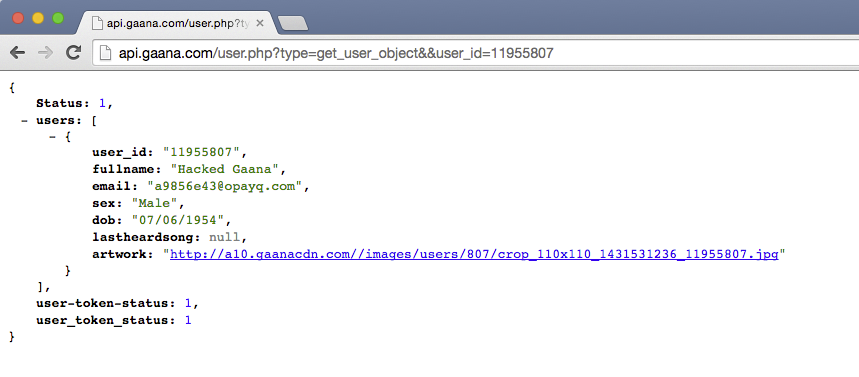 api.gaana.com/user.php?ty
api.gaana.com/user.php?type=get_user_object&&user_id=11955807
{
Status: 1,
- users: [
- {
user_id: "11955807",
fullname: "Hacked Gaana",
email: "a9856e43@opayq.com",
sex: "Male",
dob: "07/06/1954",
lastheardsong: null,
artwork: "http://a10.gaanacdn.com//images/users/807/crop_110x110_1431531236_11955807.jpg"
}
],
user-token-status: 1,
user_token_status: 1
}